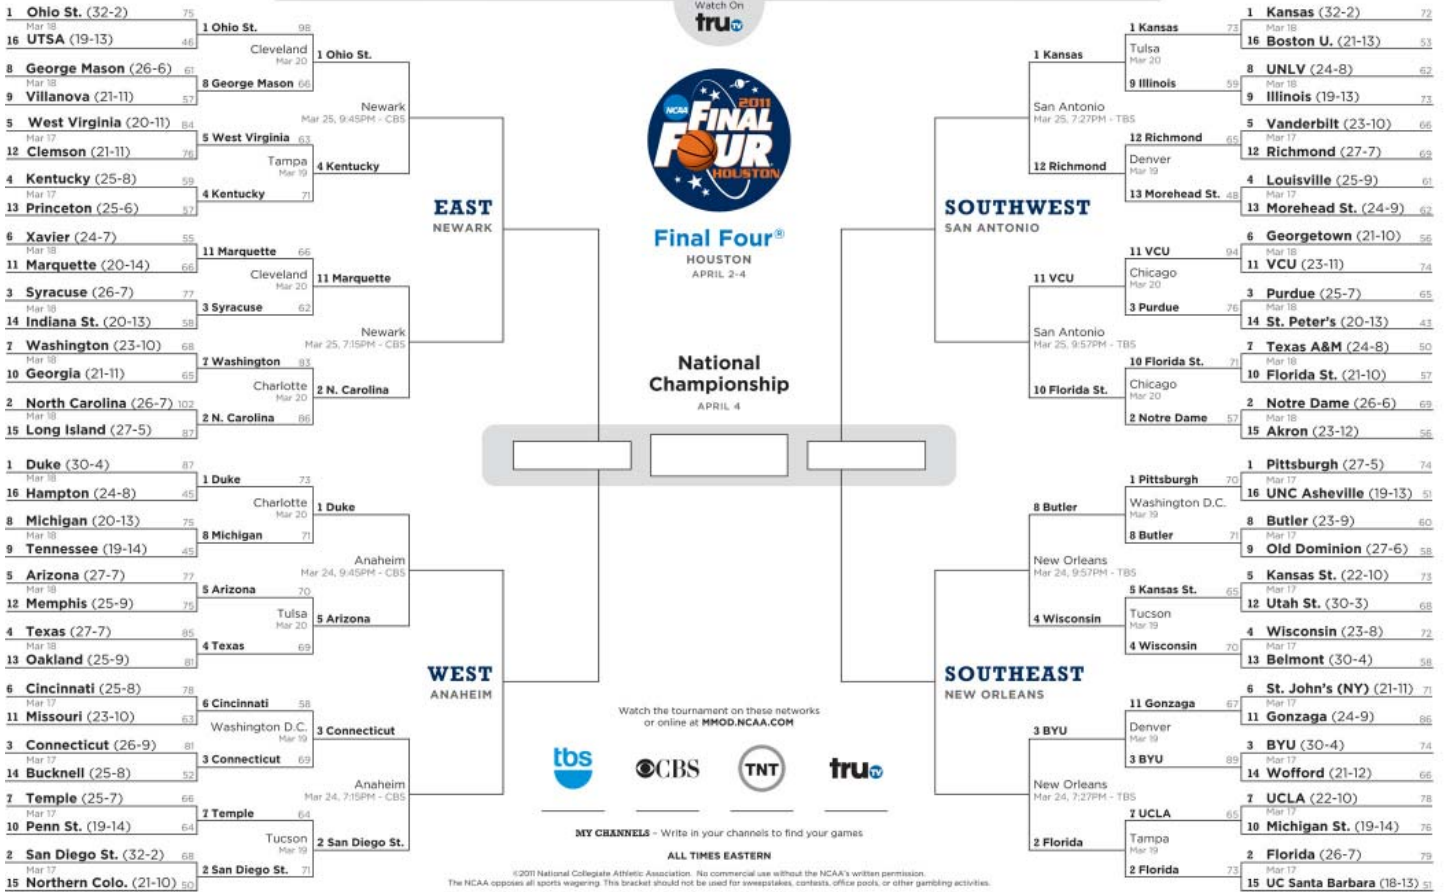 Watch On
truTV
1 Ohio St. (32-2) 75
Mar 18
16 UTSA (19-13) 46
1 Ohio St. 98
Cleveland
Mar 20
8 George Mason (26-6) 61
Mar 18
9 Villanova (21-11) 57
8 George Mason 66
1 Ohio St.
Newark
Mar 25, 9:45PM - CBS
5 West Virginia (20-11) 84
Mar 17
12 Clemson (21-11) 76
5 West Virginia 63
Tampa
Mar 19
4 Kentucky (25-8) 59
Mar 17
13 Princeton (25-6) 57
4 Kentucky 71
4 Kentucky
EAST
NEWARK
6 Xavier (24-7) 55
Mar 18
11 Marquette (20-14) 66
11 Marquette 66
Cleveland
Mar 20
3 Syracuse (26-7) 77
Mar 18
14 Indiana St. (20-13) 58
3 Syracuse 62
11 Marquette
Newark
Mar 25, 7:15PM - CBS
7 Washington (23-10) 68
Mar 18
10 Georgia (21-11) 65
7 Washington 83
Charlotte
Mar 20
2 North Carolina (26-7) 102
Mar 18
15 Long Island (27-5) 87
2 N. Carolina 86
2 N. Carolina
1 Duke (30-4) 87
Mar 18
16 Hampton (24-8) 45
1 Duke 73
Charlotte
Mar 20
8 Michigan (20-13) 75
Mar 18
9 Tennessee (19-14) 45
8 Michigan 71
1 Duke
Anaheim
Mar 24, 9:45PM - CBS
5 Arizona (27-7) 77
Mar 18
12 Memphis (25-9) 75
5 Arizona 70
Tulsa
Mar 20
4 Texas (27-7) 85
Mar 18
13 Oakland (25-9) 81
4 Texas 69
5 Arizona
WEST
ANAHEIM
6 Cincinnati (25-8) 78
Mar 17
11 Missouri (23-10) 63
6 Cincinnati 58
Washington D.C.
Mar 19
3 Connecticut (26-9) 81
Mar 17
14 Bucknell (25-8) 52
3 Connecticut 69
3 Connecticut
Anaheim
Mar 24, 7:15PM - CBS
7 Temple (25-7) 66
Mar 17
10 Penn St. (19-14) 64
7 Temple 64
Tucson
Mar 19
2 San Diego St. (32-2) 68
Mar 17
15 Northern Colo. (21-10) 50
2 San Diego St. 71
2 San Diego St.
NCAA
2011
FINAL
FOUR
HOUSTON
Final Four®
HOUSTON
APRIL 2-4
National
Championship
APRIL 4
1 Kansas (32-2) 72
Mar 18
16 Boston U. (21-13) 53
1 Kansas 73
Tulsa
Mar 20
8 UNLV (24-8) 62
Mar 18
9 Illinois (19-13) 73
9 Illinois 59
1 Kansas
San Antonio
Mar 25, 7:27PM - TBS
5 Vanderbilt (23-10) 66
Mar 17
12 Richmond (27-7) 69
12 Richmond 65
Denver
Mar 19
4 Louisville (25-9) 61
Mar 17
13 Morehead St. (24-9) 62
13 Morehead St. 48
12 Richmond
SOUTHWEST
SAN ANTONIO
6 Georgetown (21-10) 56
Mar 18
11 VCU (23-11) 74
11 VCU 94
Chicago
Mar 20
3 Purdue (25-7) 65
Mar 18
14 St. Peter's (20-13) 43
3 Purdue 76
11 VCU
San Antonio
Mar 25, 9:57PM - TBS
7 Texas A&M (24-8) 50
Mar 18
10 Florida St. (21-10) 57
10 Florida St. 71
Chicago
Mar 20
2 Notre Dame (26-6) 69
Mar 18
15 Akron (23-12) 56
2 Notre Dame 57
10 Florida St.
1 Pittsburgh (27-5) 74
Mar 17
16 UNC Asheville (19-13) 51
1 Pittsburgh 70
Washington D.C.
Mar 19
8 Butler (23-9) 60
Mar 17
9 Old Dominion (27-6) 58
8 Butler 71
8 Butler
New Orleans
Mar 24, 9:57PM - TBS
5 Kansas St. (22-10) 73
Mar 17
12 Utah St. (30-3) 68
5 Kansas St. 65
Tucson
Mar 19
4 Wisconsin (23-8) 72
Mar 17
13 Belmont (30-4) 58
4 Wisconsin 70
4 Wisconsin
SOUTHEAST
NEW ORLEANS
6 St. John's (NY) (21-11) 71
Mar 17
11 Gonzaga (24-9) 86
11 Gonzaga 67
Denver
Mar 19
3 BYU (30-4) 74
Mar 17
14 Wofford (21-12) 66
3 BYU 89
3 BYU
New Orleans
Mar 24, 7:27PM - TBS
7 UCLA (22-10) 78
Mar 17
10 Michigan St. (19-14) 76
7 UCLA 65
Tampa
Mar 19
2 Florida (26-7) 79
Mar 17
15 UC Santa Barbara (18-13) 51
2 Florida 73
2 Florida
Watch the tournament on these networks
or online at MMOD.NCAA.COM
tbs CBS TNT truTV
MY CHANNELS - Write in your channels to find your games
ALL TIMES EASTERN
©2011 National Collegiate Athletic Association. No commercial use without the NCAA's written permission.
The NCAA opposes all sports wagering. This bracket should not be used for sweepstakes, contests, office pools, or other gambling activities.